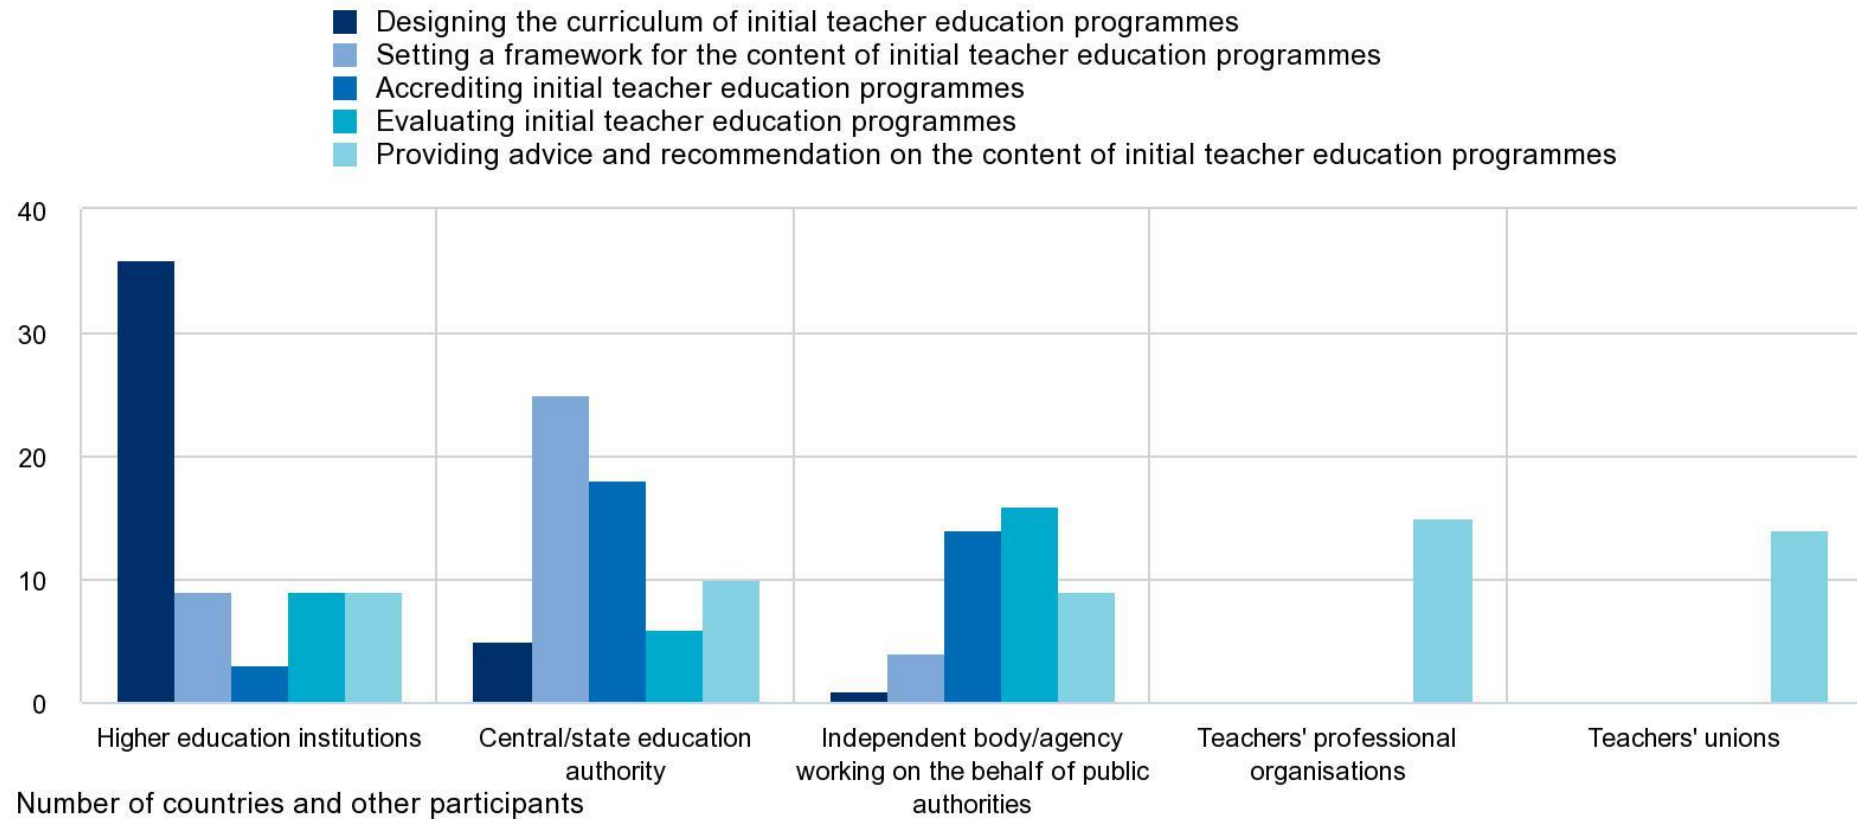 Designing the curriculum of initial teacher education programmes
Setting a framework for the content of initial teacher education programmes
Accrediting initial teacher education programmes
Evaluating initial teacher education programmes
Providing advice and recommendation on the content of initial teacher education programmes
40
30
20
10
0
Higher education institutions
Central/state education
authority
Independent body/agency
working on the behalf of public
authorities
Teachers' professional
organisations
Teachers' unions
Number of countries and other participants